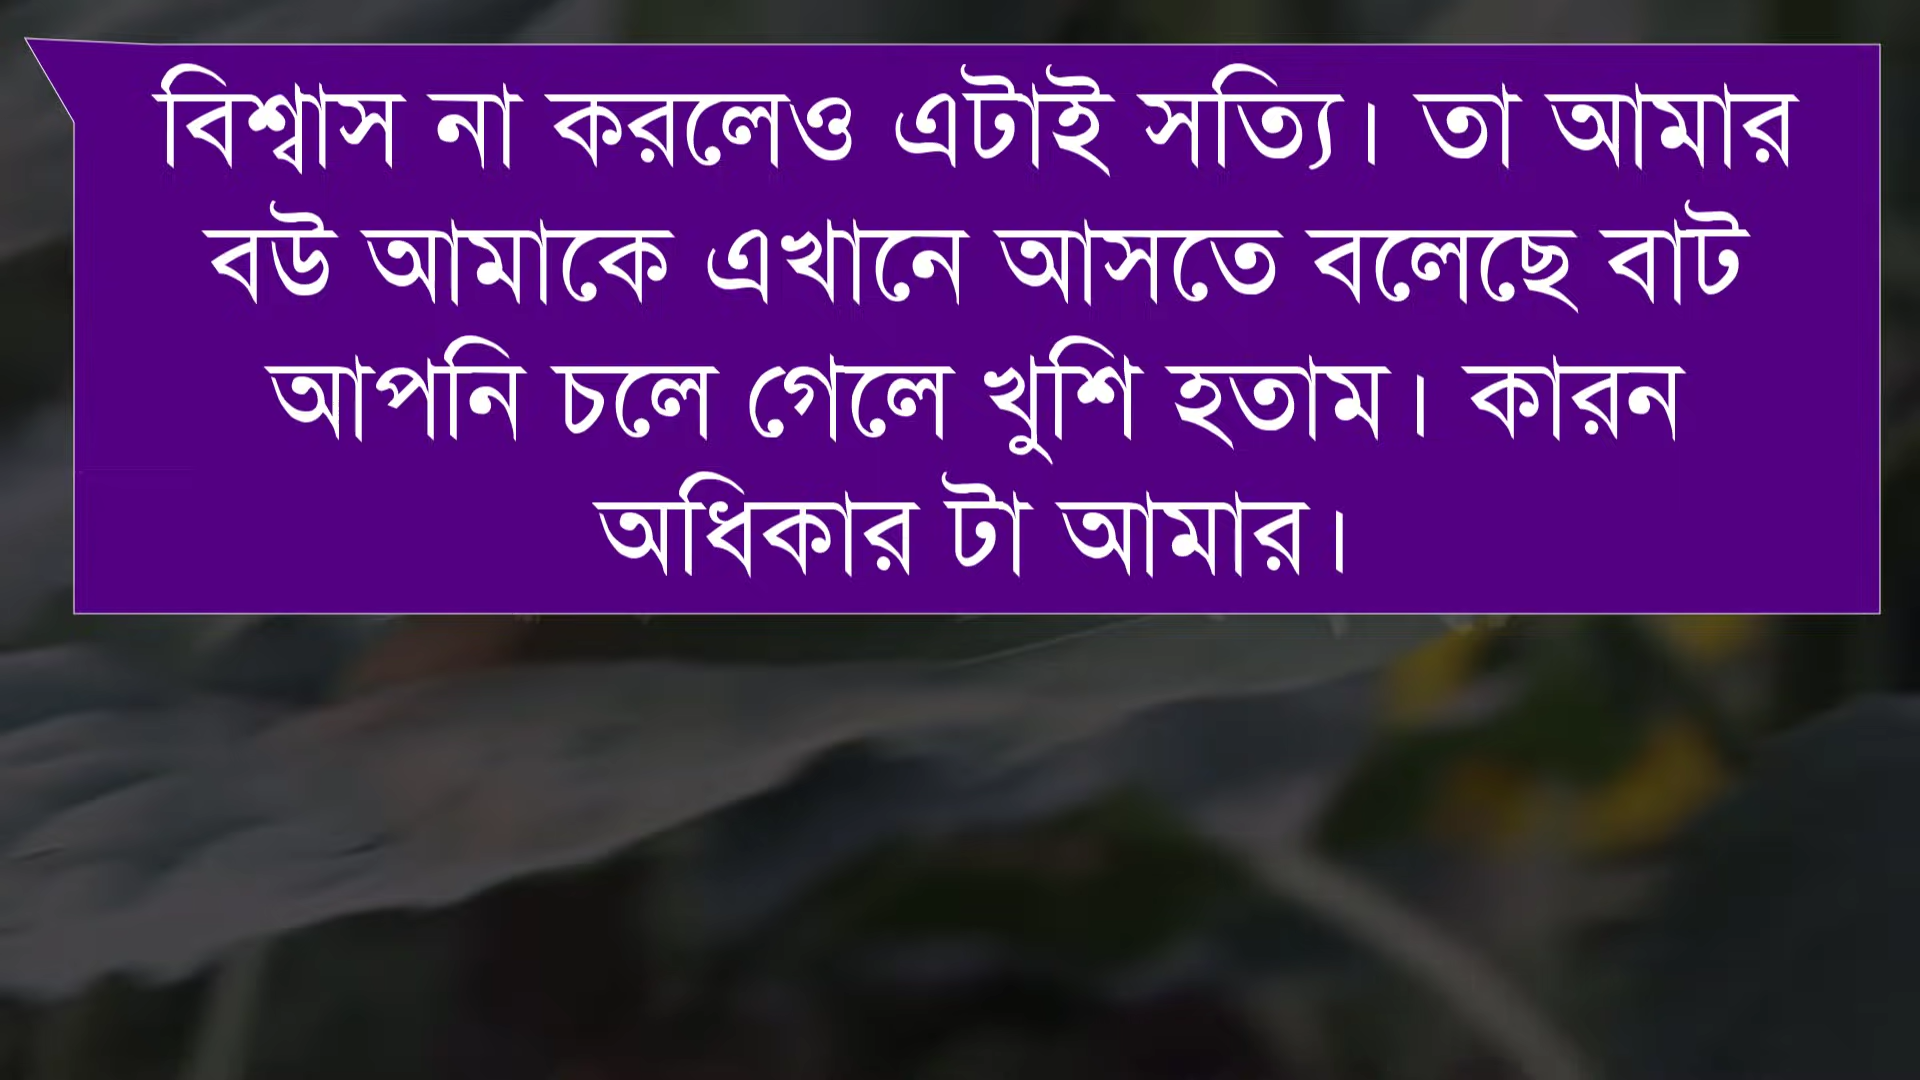 বিশ্বাস না করলেও এটাই সত্যি। তা আমার
বউ আমাকে এখানে আসতে বলেছে বাট
আপনি চলে গেলে খুশি হতাম। কারন
অধিকার টা আমার।